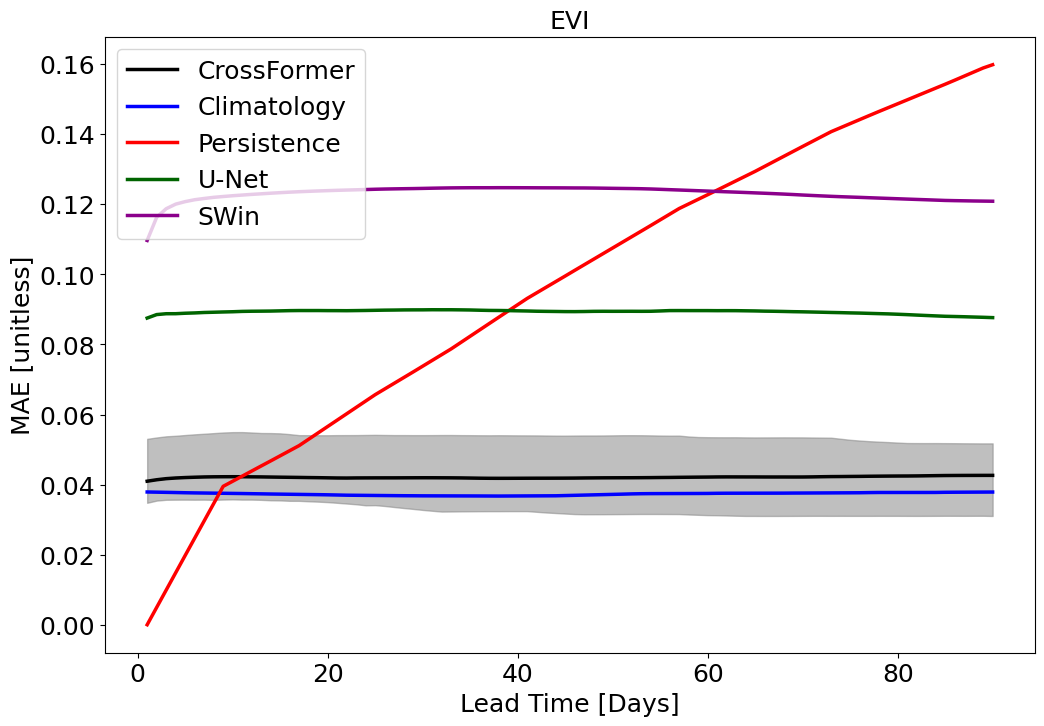 EVI
CrossFormer
Climatology
Persistence
U-Net
SWin
MAE [unitless]
0.16
0.14
0.12
0.10
0.08
0.06
0.04
0.02
0.00
0 20 40 60 80
Lead Time [Days]